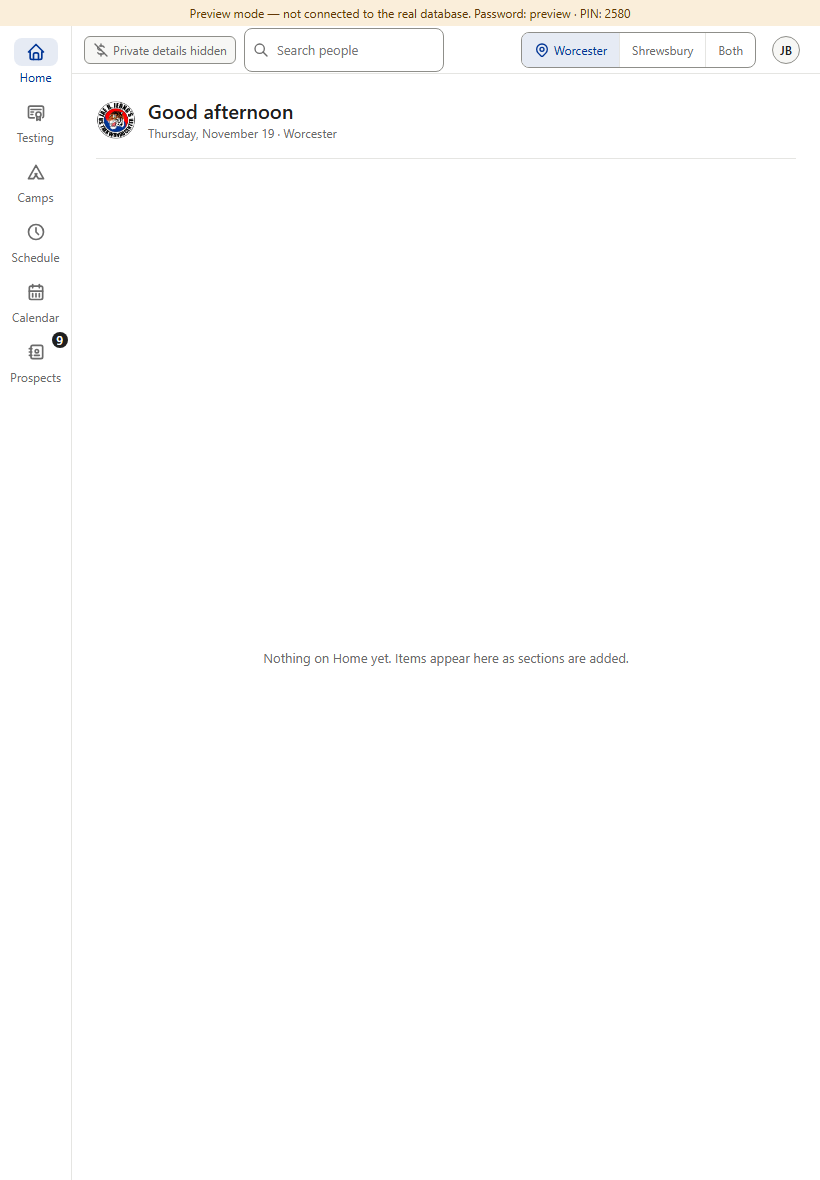 Preview mode — not connected to the real database. Password: preview · PIN: 2580
Private details hidden
Search people
Worcester
Shrewsbury
Both
JB
Home
Testing
Camps
Schedule
Calendar
9
Prospects
Good afternoon
Thursday, November 19 · Worcester
Nothing on Home yet. Items appear here as sections are added.